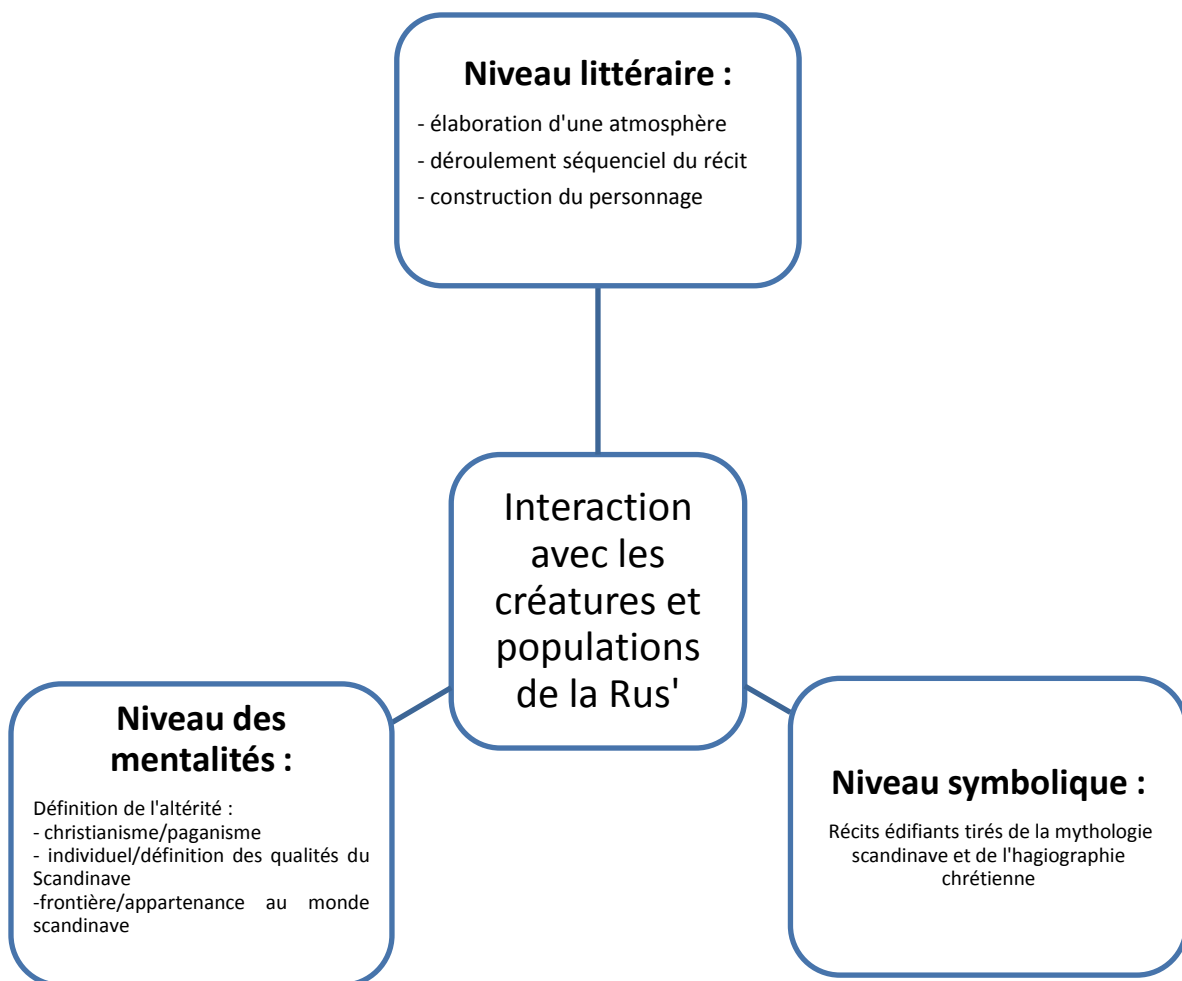 Niveau littéraire :
- élaboration d'une atmosphère
- déroulement séquenciel du récit
- construction du personnage
Interaction
avec les
créatures et
populations
de la Rus'
Niveau des
mentalités :
Définition de l'altérité :
- christianisme/paganisme
- individuel/définition des qualités du
Scandinave
-frontière/appartenance au monde
scandinave
Niveau symbolique :
Récits édifiants tirés de la mythologie
scandinave et de l'hagiographie
chrétienne